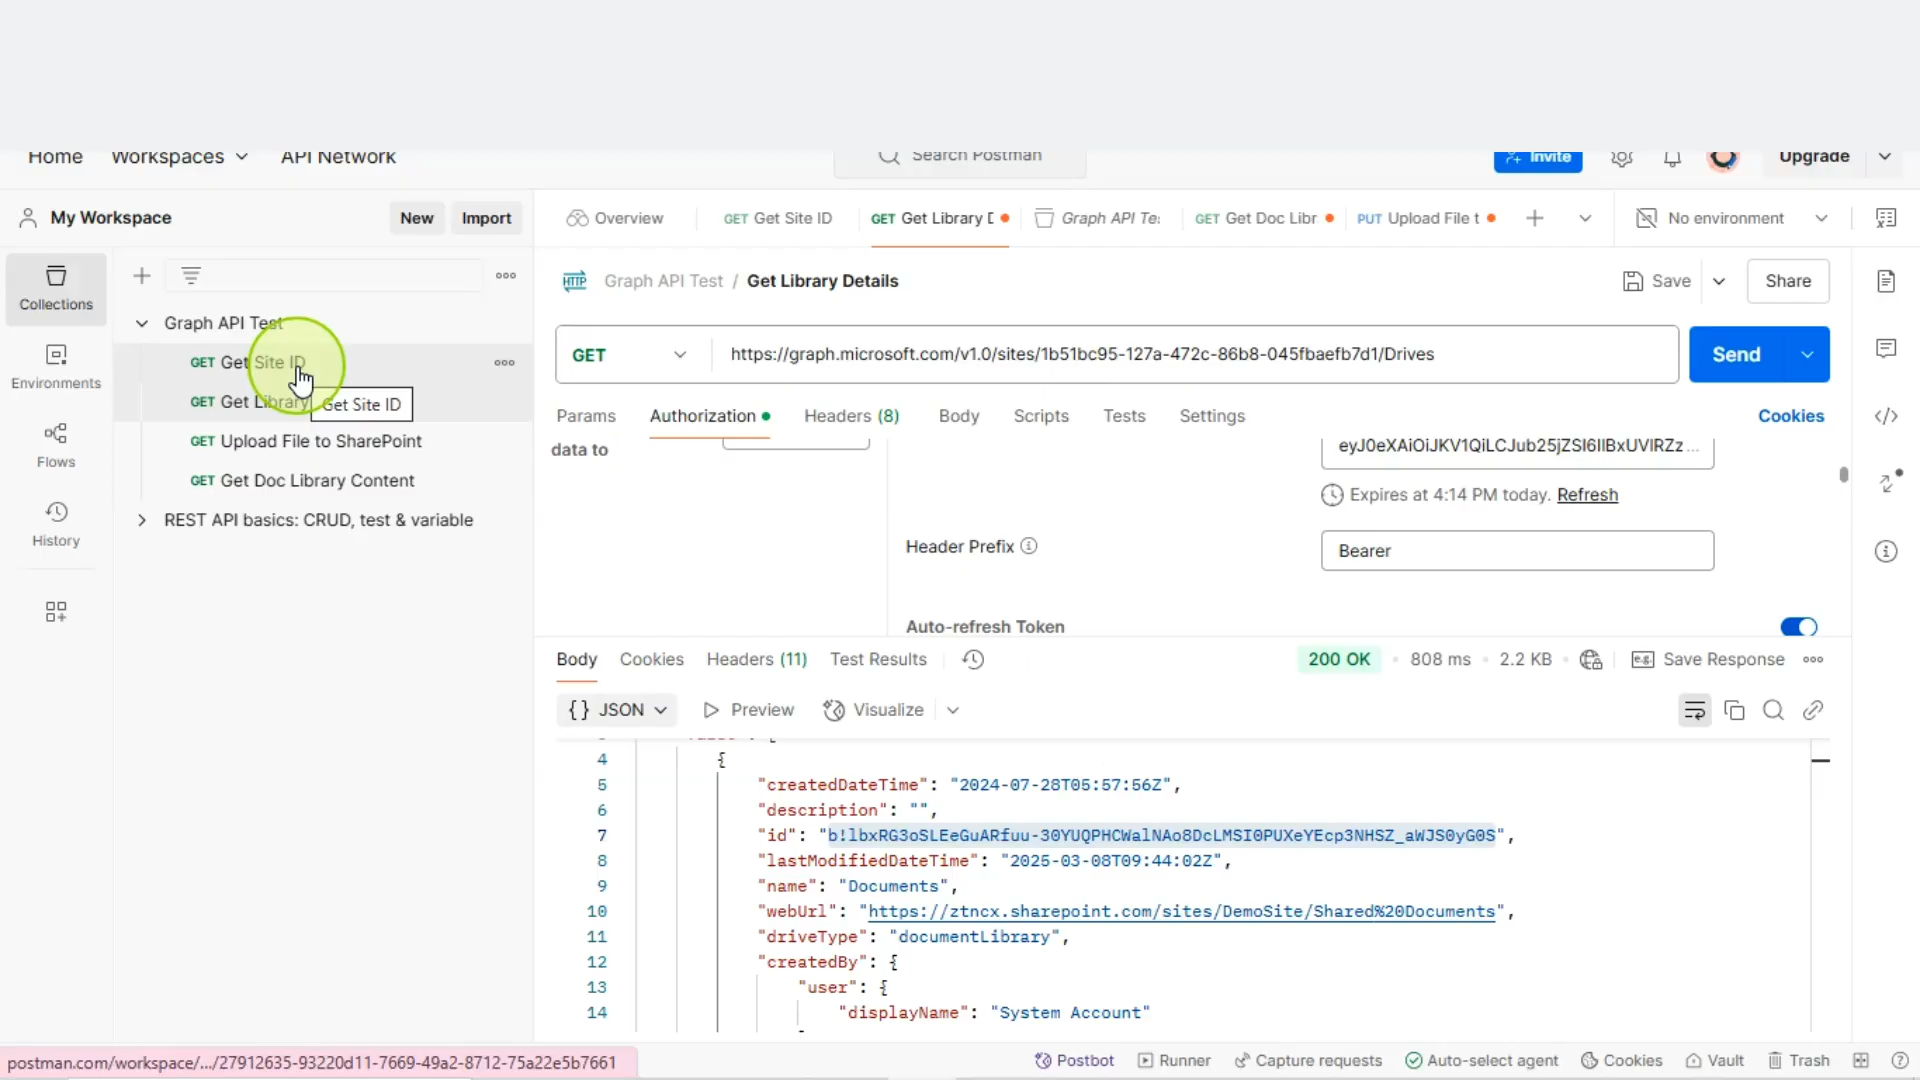 Home Workspaces API Network Search Postman Invite Upgrade
My Workspace New Import Overview GET Get Site ID GET Get Library D Graph API Te: GET Get Doc Libr PUT Upload File t No environment
Collections
Environments
Flows
History
Graph API Test
GET Get Site ID
GET Get Library
Get Site ID
GET Upload File to SharePoint
GET Get Doc Library Content
REST API basics: CRUD, test & variable
HTTP Graph API Test / Get Library Details Save Share
GET https://graph.microsoft.com/v1.0/sites/1b51bc95-127a-472c-86b8-045fbaefb7d1/Drives Send
Params Authorization Headers (8) Body Scripts Tests Settings Cookies
data to
Expires at 4:14 PM today. Refresh
Header Prefix Bearer
Auto-refresh Token
Body Cookies Headers (11) Test Results 200 OK 808 ms 2.2 KB e.g. Save Response
{} JSON Preview Visualize
4 {
5 "createdDateTime": "2024-07-28T05:57:56Z",
6 "description": "",
7 "id": "b!lbxRG3oSLEeGuARfuu-30YUQPHCWalNAo8DcLMSI0PUXeYEcp3NHSZ_aWJS0yG0S",
8 "lastModifiedDateTime": "2025-03-08T09:44:02Z",
9 "name": "Documents",
10 "webUrl": "https://ztncx.sharepoint.com/sites/DemoSite/Shared%20Documents",
11 "driveType": "documentLibrary",
12 "createdBy": {
13 "user": {
14 "displayName": "System Account"
postman.com/workspace/.../27912635-93220d11-7669-49a2-8712-75a22e5b7661
Postbot Runner Capture requests Auto-select agent Cookies Vault Trash